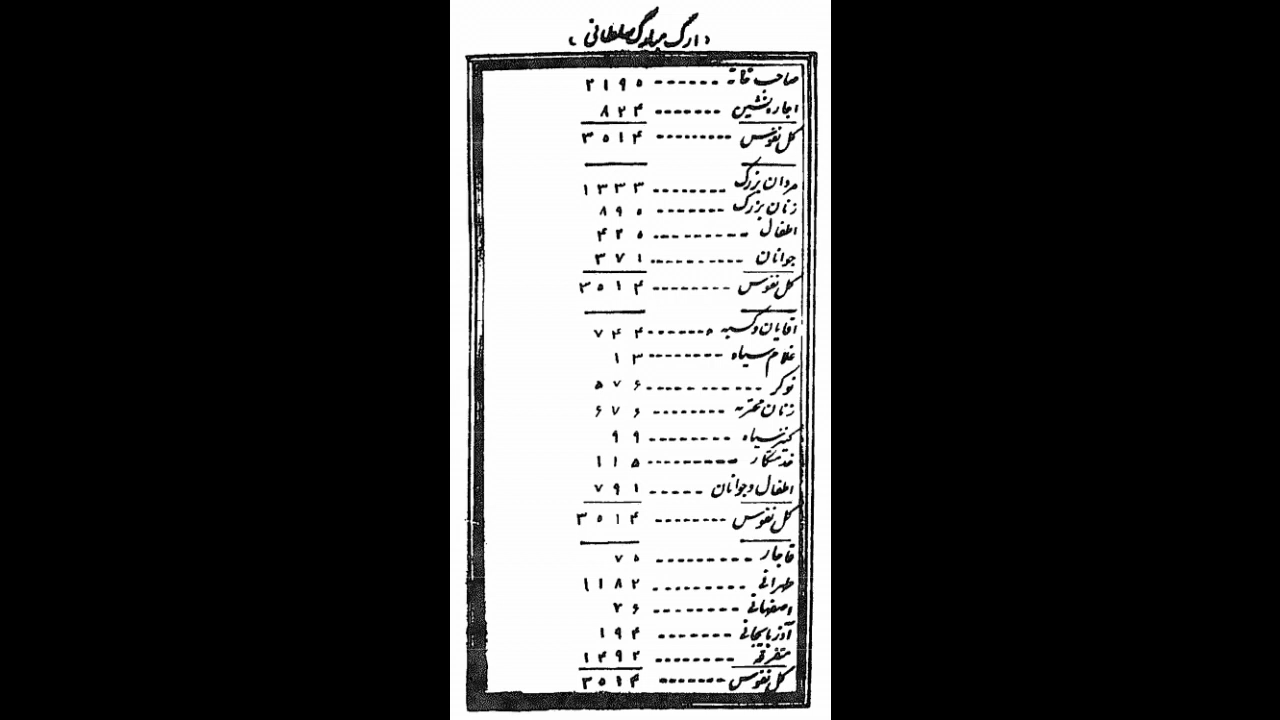 (ارگ مبارک سلطانی)
صاحب خانه ------ ۲۱۹۰
اجاره نشین ------- ۸۲۴
کل نفوس --------- ۳۰۱۴
مردان بزرگ -------- ۱۳۳۳
زنان بزرگ ------- ۸۹۰
اطفال ---------- ۴۲۰
جوانان ---------- ۳۷۱
کل نفوس -------- ۳۰۱۴
آقایان و کسبه ------- ۷۴۴
غلام سیاه -------- ۱۳
نوکر ------------ ۵۷۶
زنان محترمه -------- ۶۷۶
کنیز سیاه -------- ۹۹
خدمتکار --------- ۱۱۵
اطفال و جوانان ----- ۷۹۱
کل نفوس -------- ۳۰۱۴
قاجار ---------- ۷۰
طهرانی --------- ۱۱۸۲
اصفهانی --------
آذربایجانی ------- ۱۹۴
متفرقه -------- ۱۴۹۲
کل نفوس ------- ۳۰۱۴